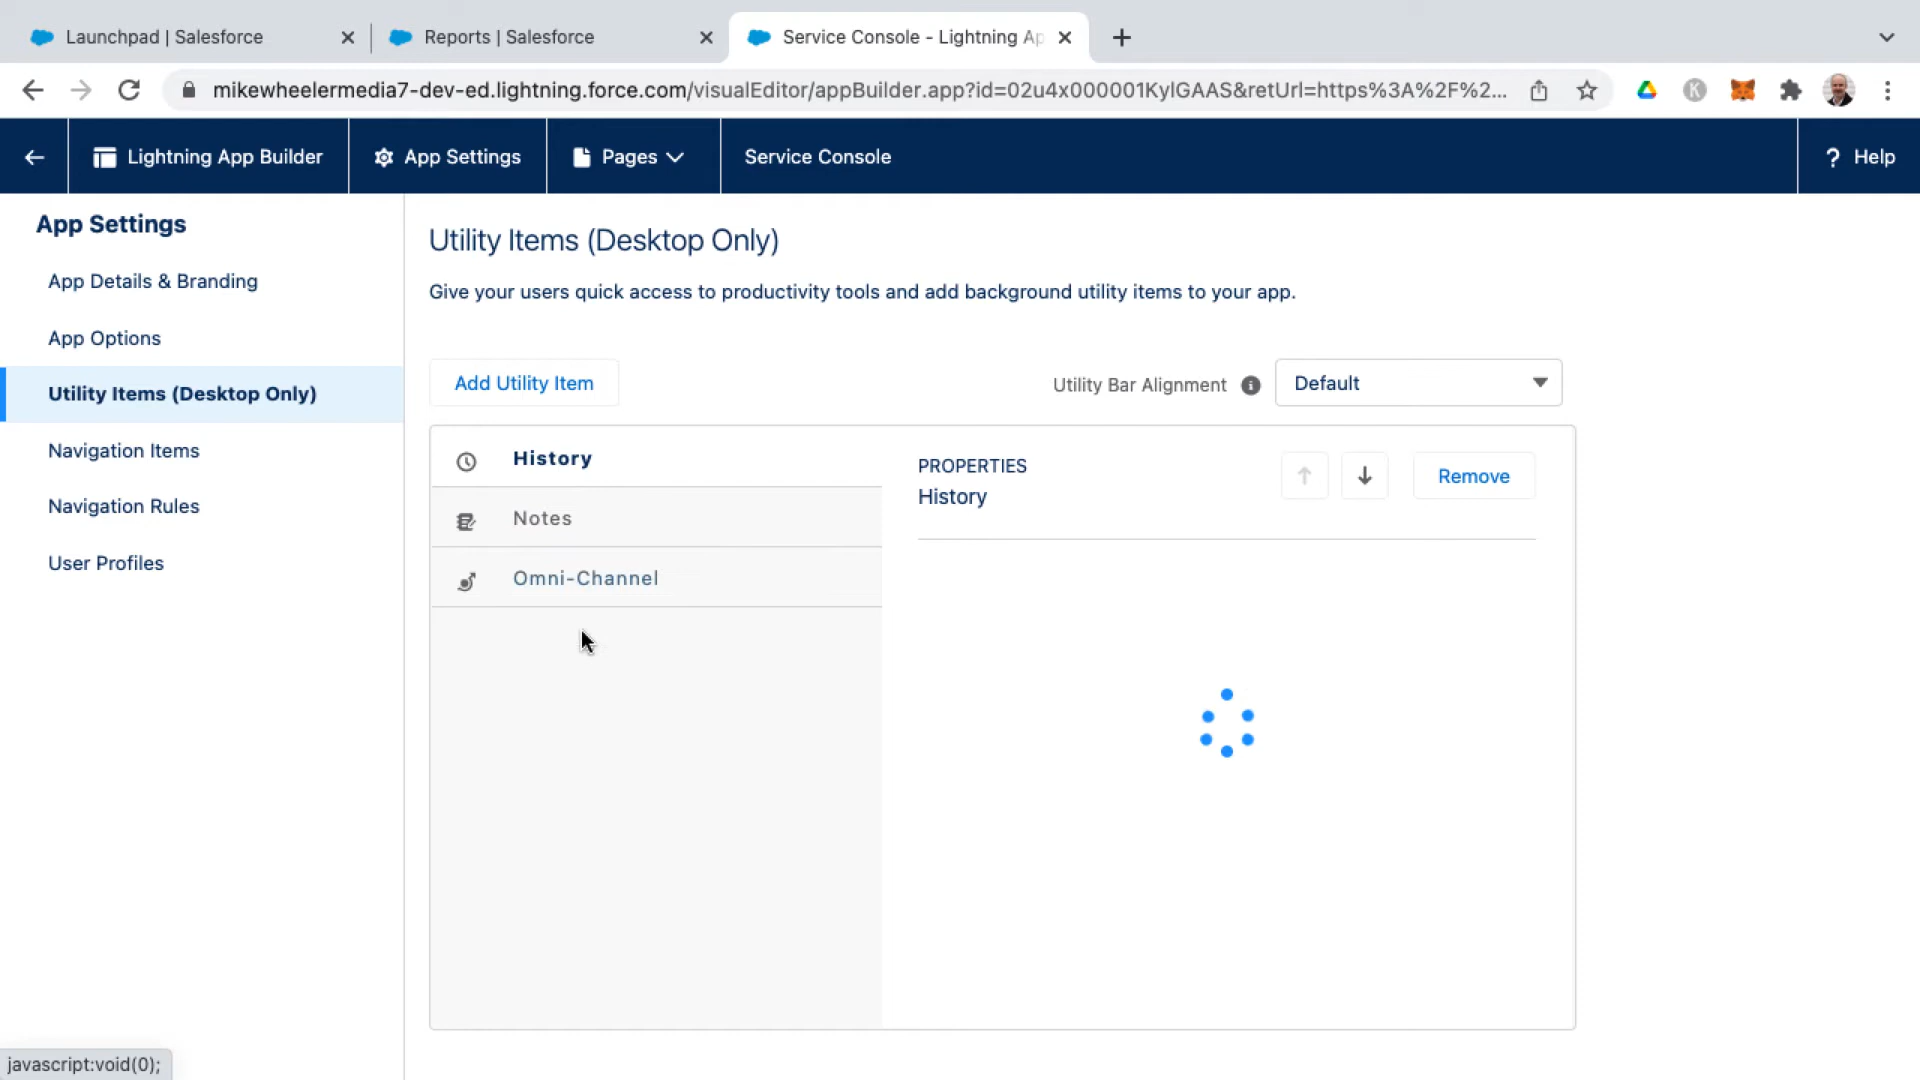 Launchpad | Salesforce
Reports | Salesforce
Service Console - Lightning Ap
mikewheelermedia7-dev-ed.lightning.force.com/visualEditor/appBuilder.app?id=02u4x000001KylGAAS&retUrl=https%3A%2F%2...
K
Lightning App Builder
App Settings
Pages
Service Console
? Help
App Settings
App Details & Branding
App Options
Utility Items (Desktop Only)
Navigation Items
Navigation Rules
User Profiles
Utility Items (Desktop Only)
Give your users quick access to productivity tools and add background utility items to your app.
Add Utility Item
Utility Bar Alignment
Default
History
Notes
Omni-Channel
PROPERTIES
History
Remove
javascript:void(0);